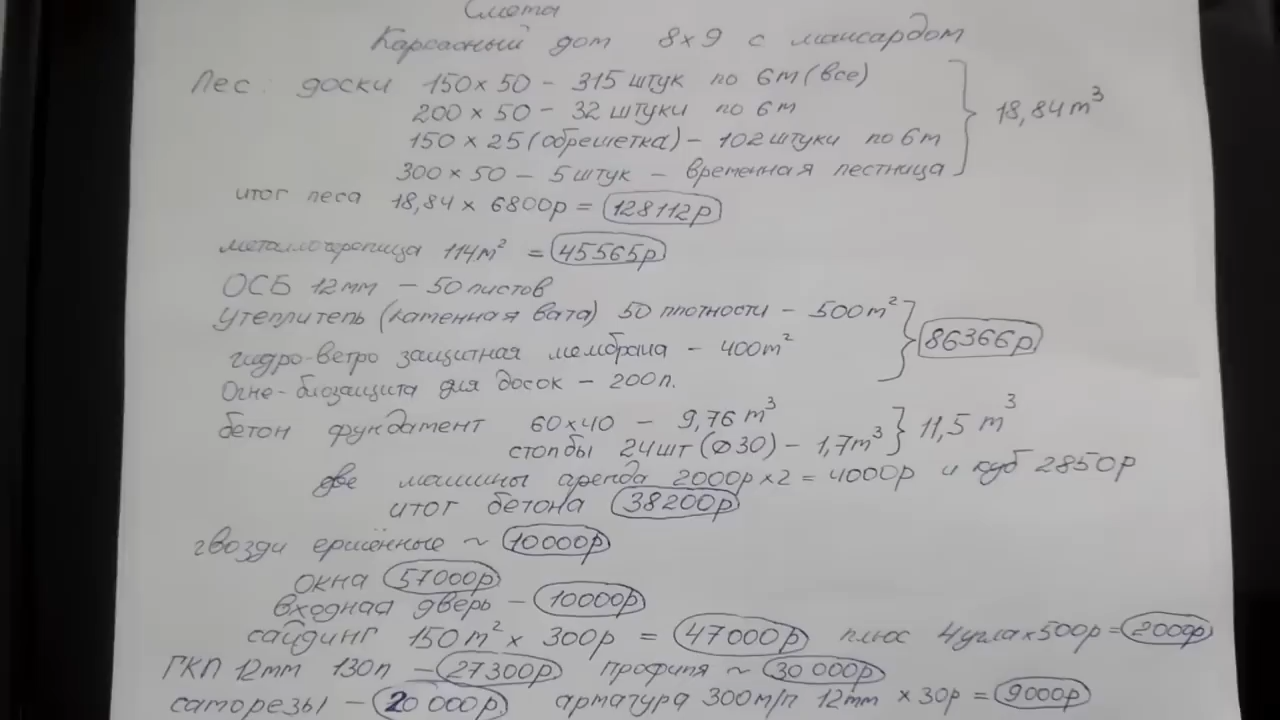 Смета
Каркасный дом 8х9 с мансардом
Лес: доски 150×50 – 315 штук по 6м (все)
200×50 – 32 штуки по 6м
150×25 (обрешетка) – 102 штуки по 6м
300×50 – 5 штук – временная лестница
18,84м³
итог леса 18,84 × 6800р = 128112р
металлочерепица 114м² = 45565р
ОСБ 12мм – 50 листов
Утеплитель (каменная вата) 50 плотности – 500м²
гидро-ветро защитная мембрана – 400м²
Огне-биозащита для досок – 200л.
86366р
бетон фундамент 60×40 – 9,76м³
столбы 24шт (Ø30) – 1,7м³
11,5м³
две машины аренда 2000р×2=4000р и куб 2850р
итог бетона 38200р
гвозди ершённые ~ 10000р
окна 57000р
входная дверь – 10000р
сайдинг 150м² × 300р = 47000р плюс 4угла×500р=2000р
ГКЛ 12мм 130л – 27300р профиля ~ 30000р
саморезы – 20000р арматура 300м/п 12мм × 30р = 9000р